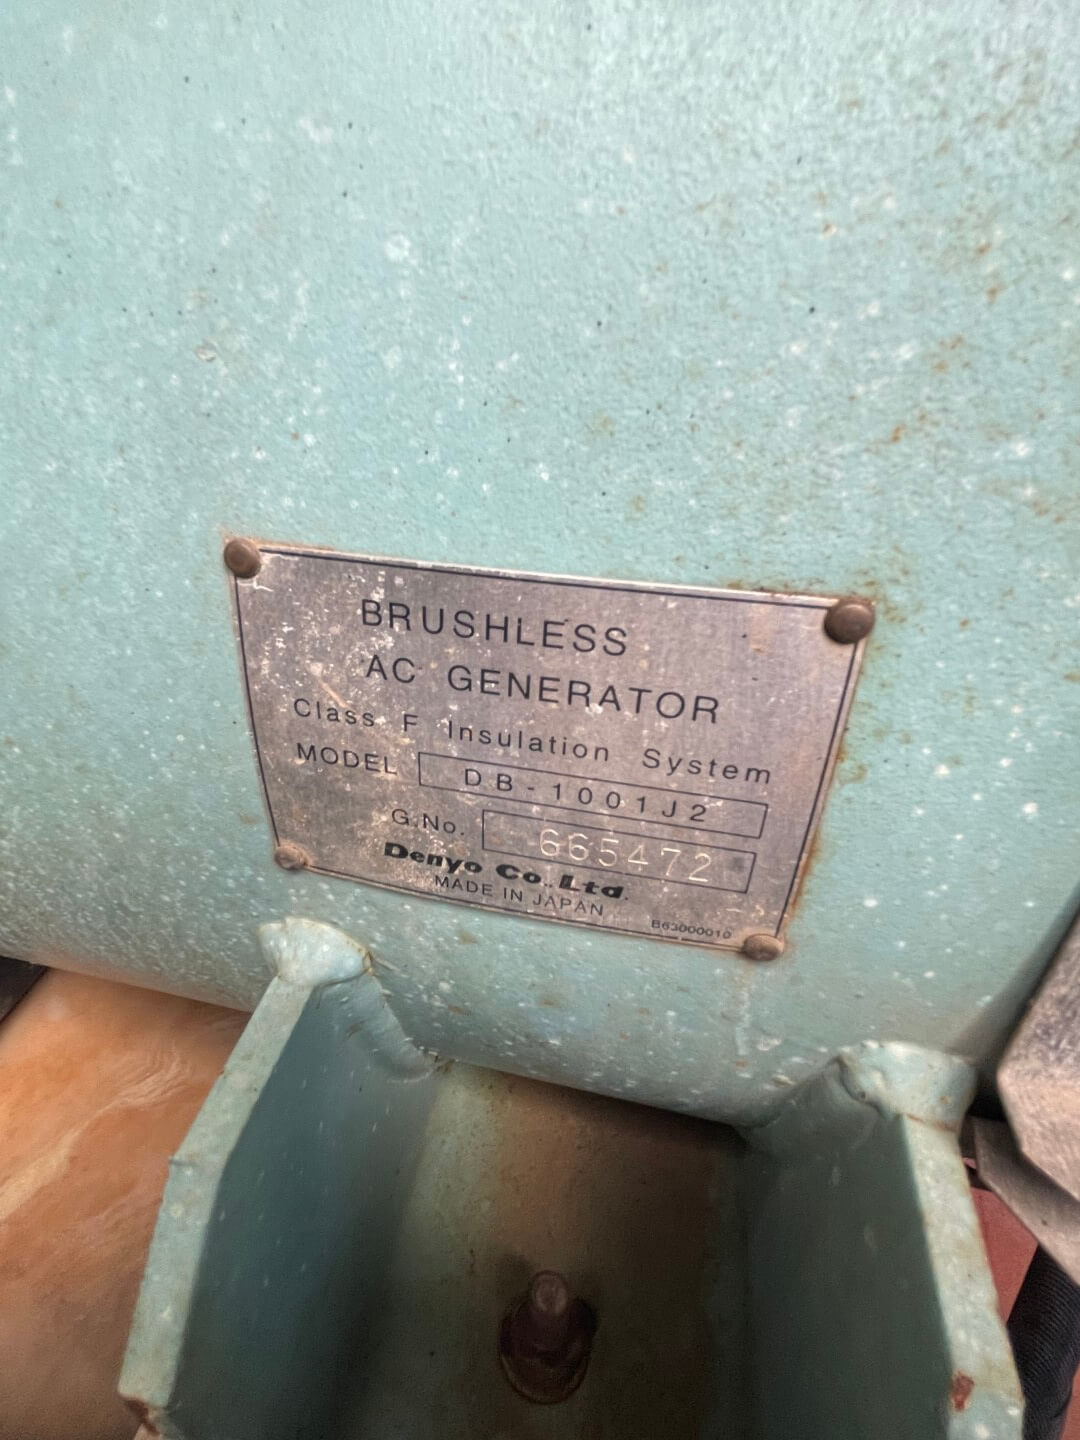 BRUSHLESS
AC GENERATOR
Class F Insulation System
MODEL DB-1001J2
G.No. 665472
Denyo Co.,Ltd.
MADE IN JAPAN
B63000010